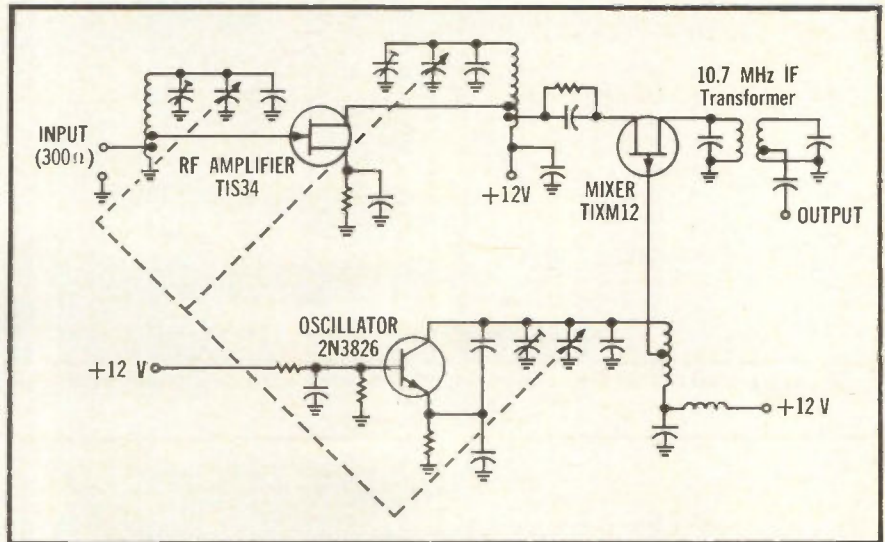 10.7 MHz IF
Transformer
INPUT
(300Ω)
RF AMPLIFIER
TIS34
+12V
MIXER
TIXM12
OUTPUT
OSCILLATOR
2N3826
+12 V
+12 V